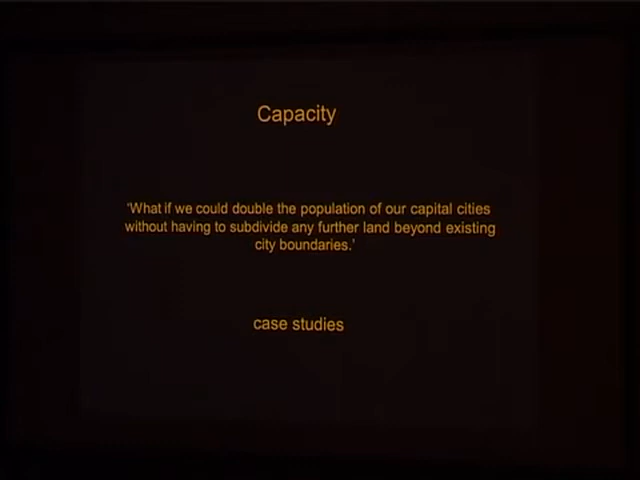 Capacity
'What if we could double the population of our capital cities
without having to subdivide any further land beyond existing
city boundaries.'
case studies